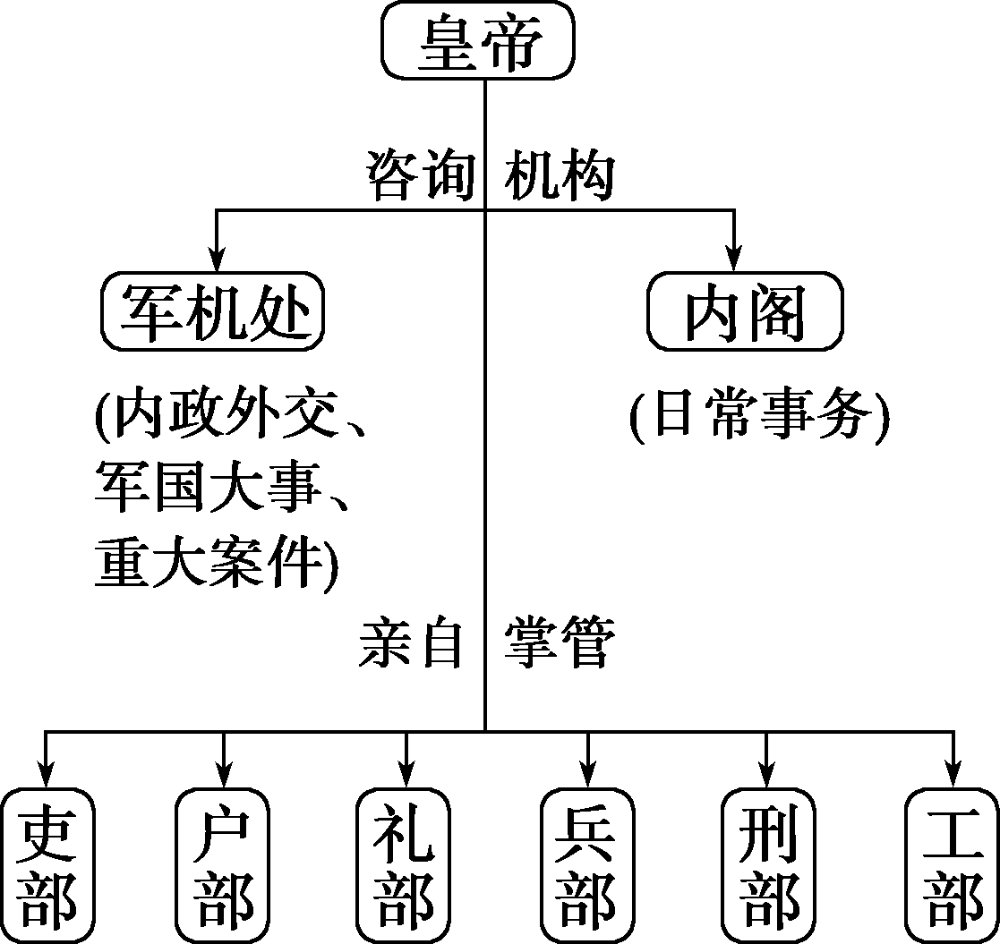 皇帝
咨询 机构
军机处
内阁
(内政外交、
军国大事、
重大案件)
(日常事务)
亲自 掌管
吏部
户部
礼部
兵部
刑部
工部